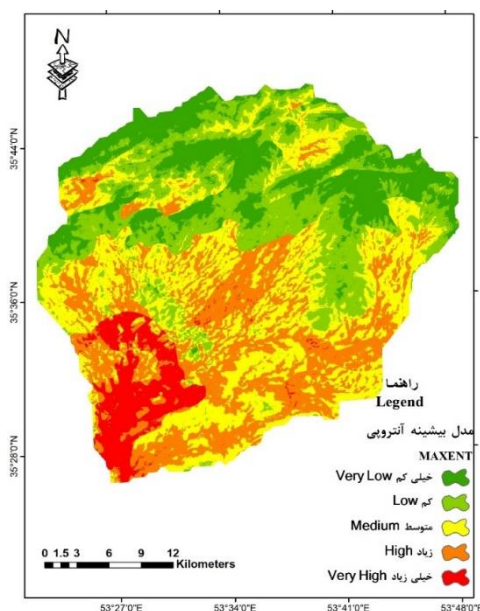 N
35°44'0"N
35°36'0"N
35°28'0"N
راهنما
Legend
مدل بیشینه آنتروپی
MAXENT
Very Low خیلی کم
Low کم
Medium متوسط
High زیاد
Very High خیلی زیاد
0 1.5 3 6 9 12
Kilometers
53°27'0"E 53°34'0"E 53°41'0"E 53°48'0"E